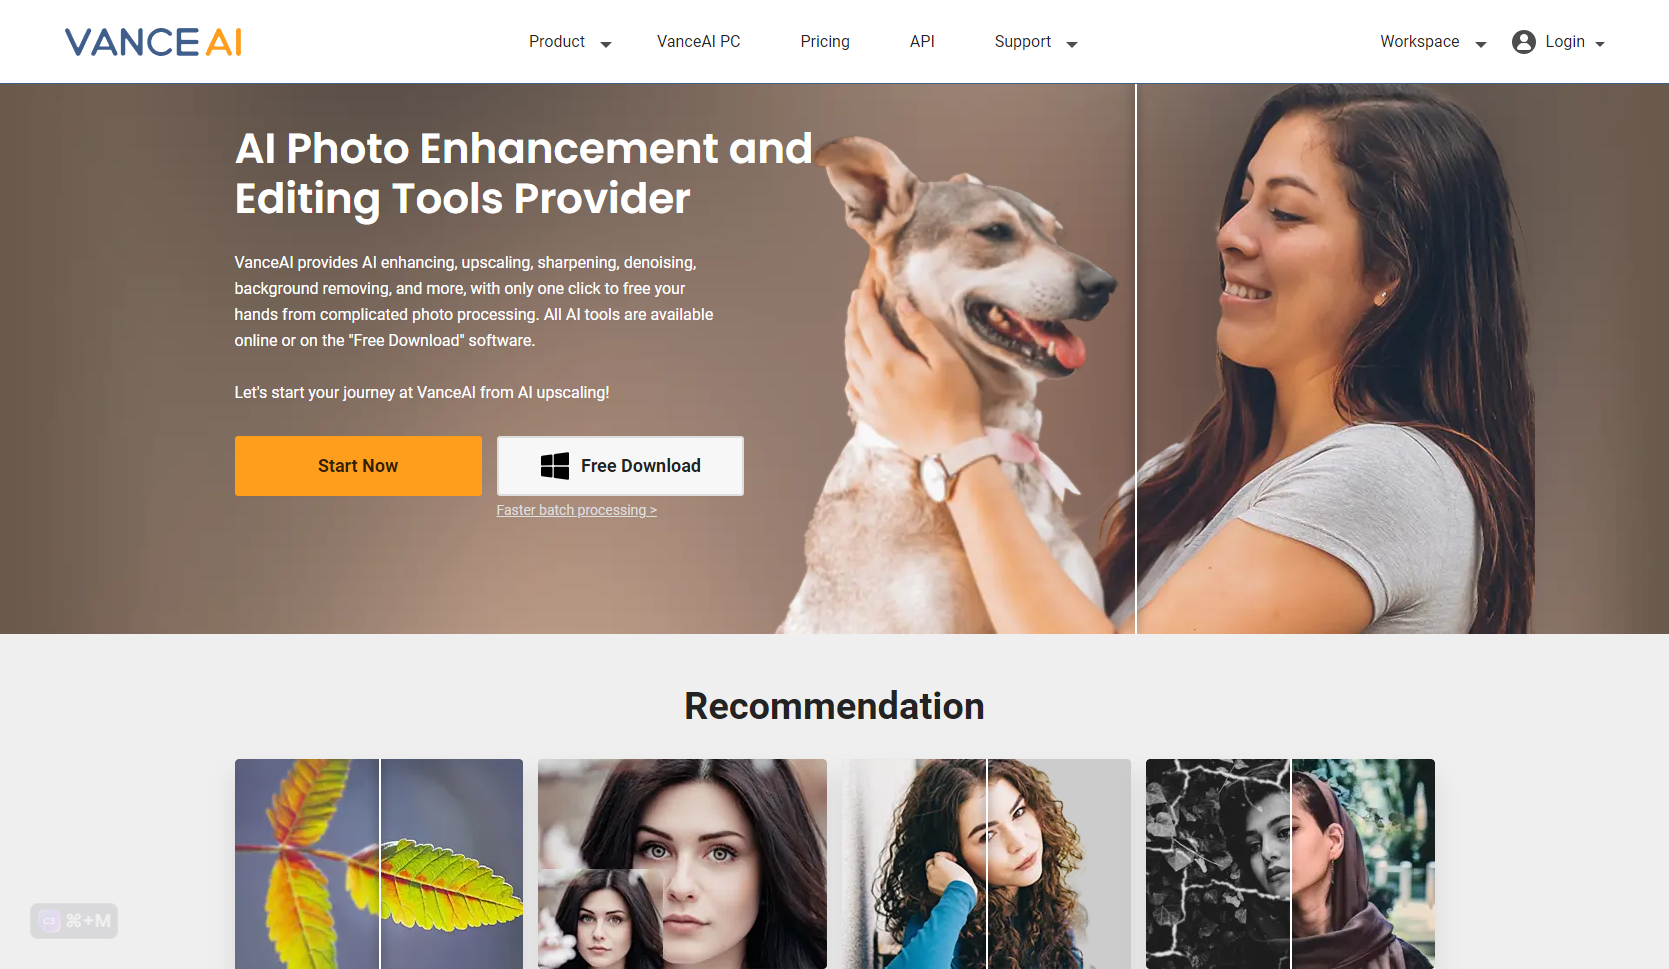 VANCE AI
Product
VanceAI PC
Pricing
API
Support
Workspace
Login
AI Photo Enhancement and
Editing Tools Provider
VanceAI provides AI enhancing, upscaling, sharpening, denoising,
background removing, and more, with only one click to free your
hands from complicated photo processing. All AI tools are available
online or on the "Free Download" software.
Let's start your journey at VanceAI from AI upscaling!
Start Now
Free Download
Faster batch processing >
Recommendation
CS ⌘+M